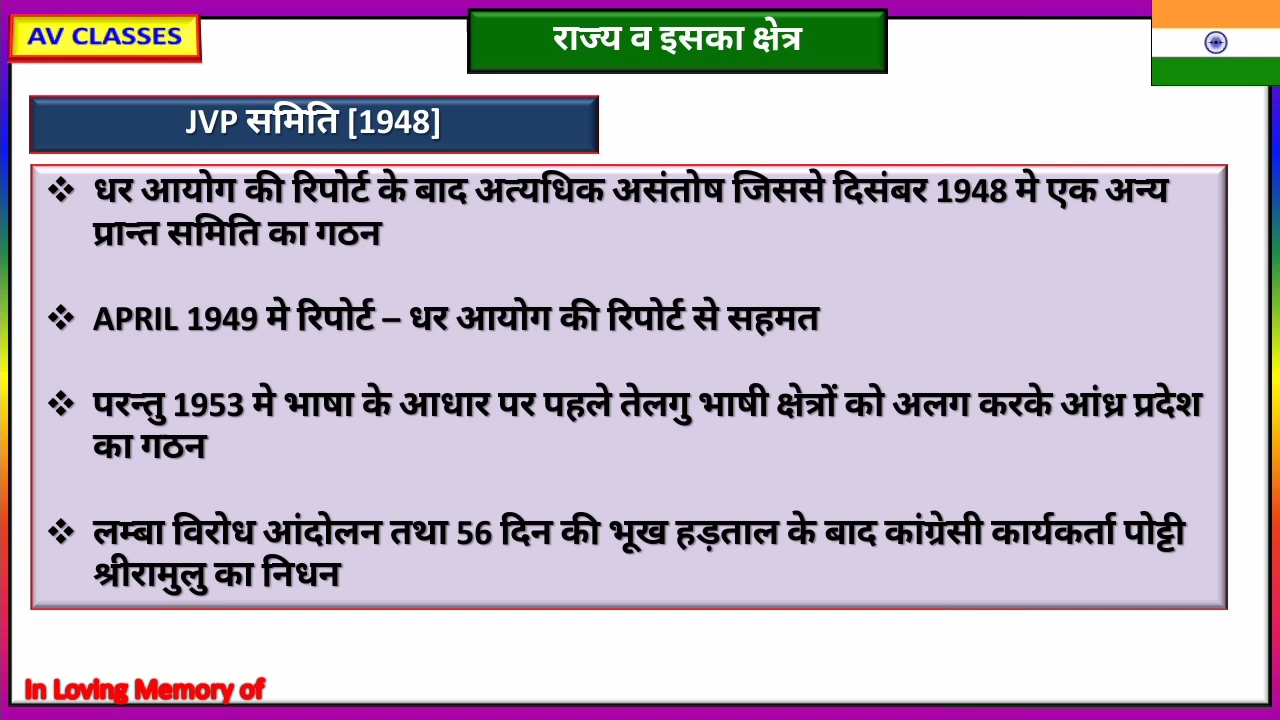 AV CLASSES
राज्य व इसका क्षेत्र
JVP समिति [1948]
❖ धर आयोग की रिपोर्ट के बाद अत्यधिक असंतोष जिससे दिसंबर 1948 मे एक अन्य
प्रान्त समिति का गठन
❖ APRIL 1949 मे रिपोर्ट – धर आयोग की रिपोर्ट से सहमत
❖ परन्तु 1953 मे भाषा के आधार पर पहले तेलगु भाषी क्षेत्रों को अलग करके आंध्र प्रदेश
का गठन
❖ लम्बा विरोध आंदोलन तथा 56 दिन की भूख हड़ताल के बाद कांग्रेसी कार्यकर्ता पोट्टी
श्रीरामुलु का निधन
In Loving Memory of